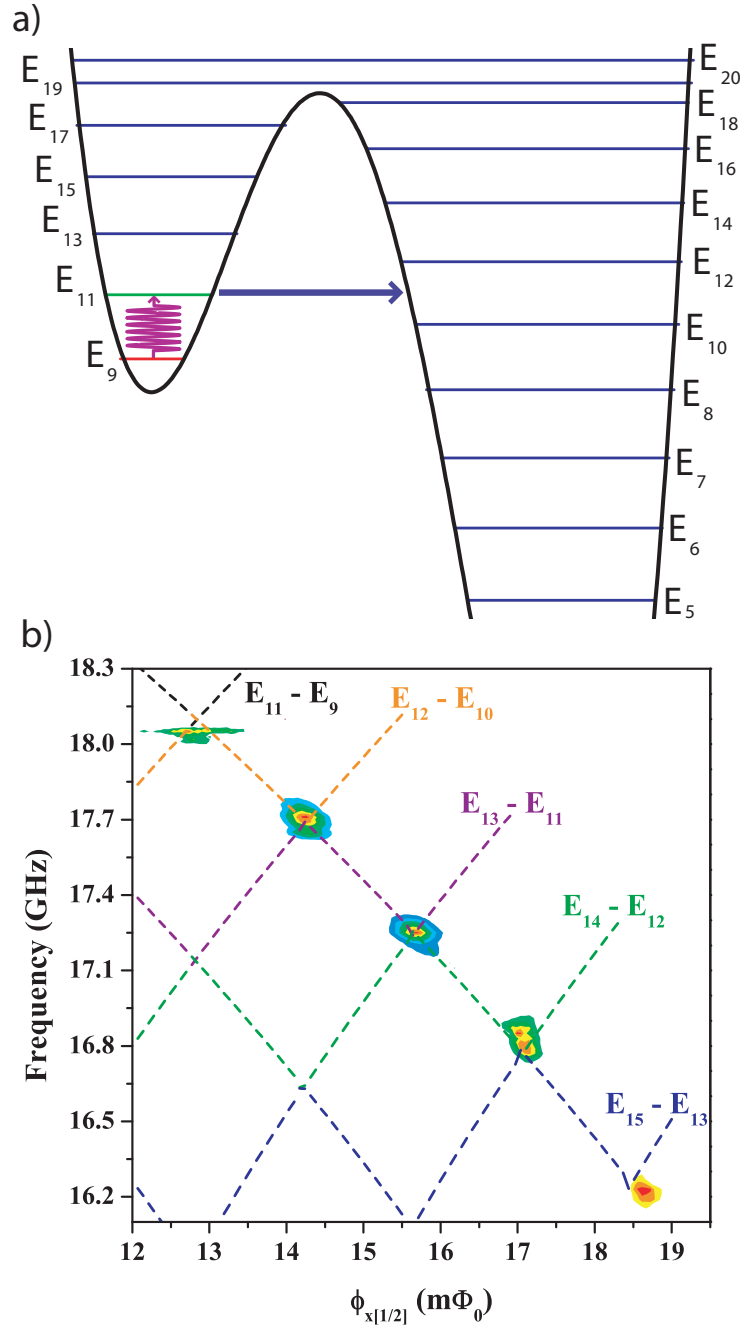 a)
E19
E20
E17
E18
E15
E16
E13
E14
E11
E12
E9
E10
E8
E7
E6
E5
b)
18.3
18.0
17.7
17.4
17.1
16.8
16.5
16.2
Frequency (GHz)
E11 – E9
E12 – E10
E13 – E11
E14 – E12
E15 – E13
12 13 14 15 16 17 18 19
ϕx[1/2] (mΦ0)